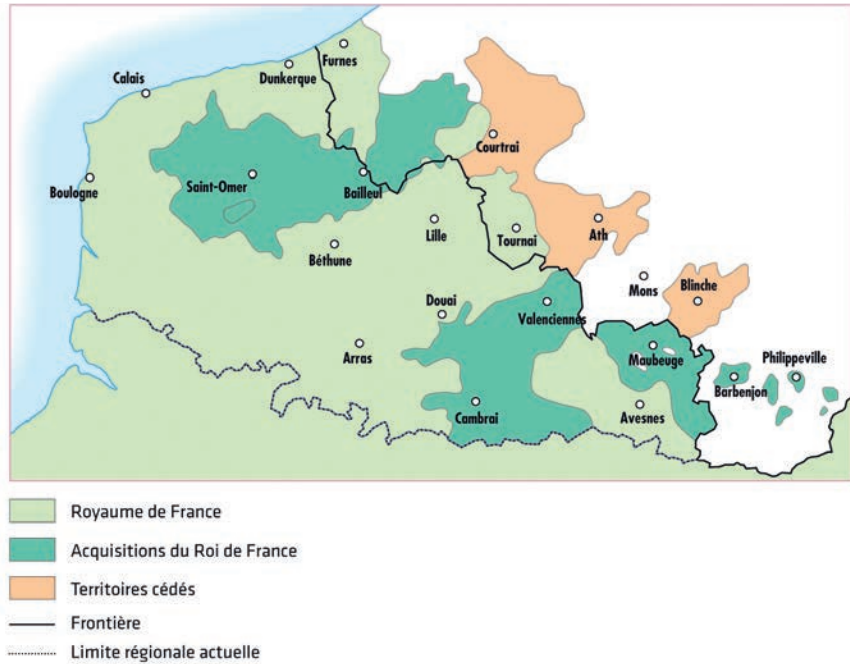 Furnes
Dunkerque
Calais
Courtrai
Boulogne
Saint-Omer
Bailleul
Lille
Tournai
Ath
Béthune
Mons
Blinche
Douai
Valenciennes
Arras
Maubeuge
Philippeville
Barbenjon
Cambrai
Avesnes
Royaume de France
Acquisitions du Roi de France
Territoires cédés
Frontière
Limite régionale actuelle